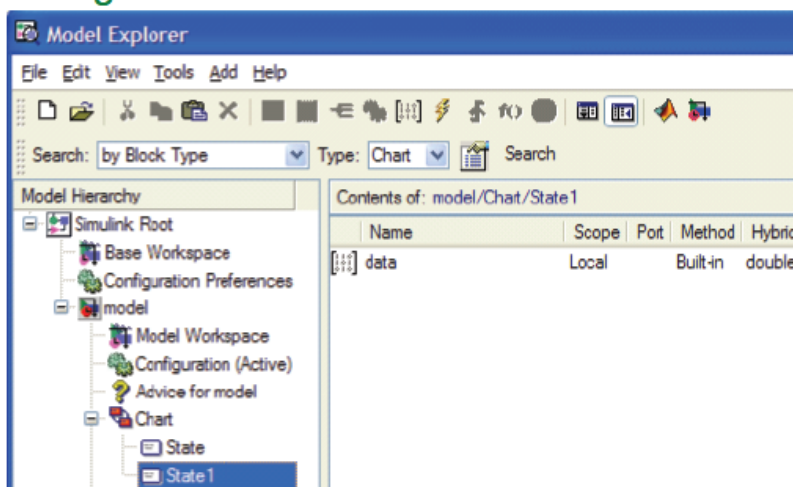 Model Explorer
File Edit View Tools Add Help
Search: by Block Type Type: Chart Search
Model Hierarchy
Contents of: model/Chart/State1
Simulink Root
Name Scope Port Method Hybrid
Base Workspace
data Local Built-in double
Configuration Preferences
model
Model Workspace
Configuration (Active)
Advice for model
Chart
State
State1